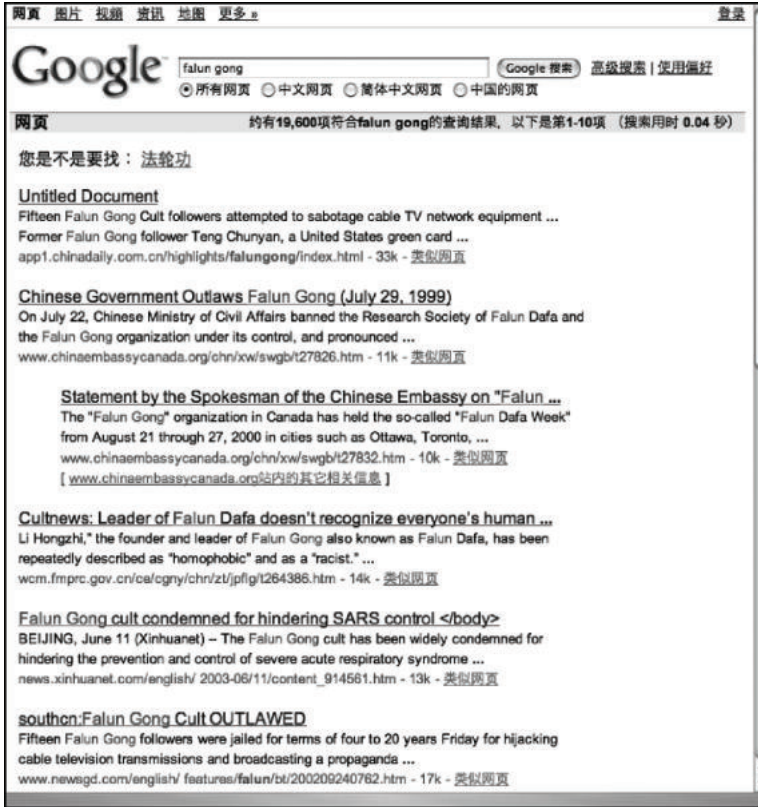 网页 图片 视频 资讯 地图 更多 » 登录
Google
falun gong Google 搜索 高级搜索 | 使用偏好
所有网页 中文网页 简体中文网页 中国的网页
网页 约有19,600项符合falun gong的查询结果，以下是第1-10项 （搜索用时 0.04 秒）
您是不是要找： 法轮功
Untitled Document
Fifteen Falun Gong Cult followers attempted to sabotage cable TV network equipment ...
Former Falun Gong follower Teng Chunyan, a United States green card ...
app1.chinadaily.com.cn/highlights/falungong/index.html - 33k - 类似网页
Chinese Government Outlaws Falun Gong (July 29, 1999)
On July 22, Chinese Ministry of Civil Affairs banned the Research Society of Falun Dafa and
the Falun Gong organization under its control, and pronounced ...
www.chinaembassycanada.org/chn/xw/swgb/t27826.htm - 11k - 类似网页
Statement by the Spokesman of the Chinese Embassy on "Falun ...
The "Falun Gong" organization in Canada has held the so-called "Falun Dafa Week"
from August 21 through 27, 2000 in cities such as Ottawa, Toronto, ...
www.chinaembassycanada.org/chn/xw/swgb/t27832.htm - 10k - 类似网页
[ www.chinaembassycanada.org站内的其它相关信息 ]
Cultnews: Leader of Falun Dafa doesn't recognize everyone's human ...
Li Hongzhi," the founder and leader of Falun Gong also known as Falun Dafa, has been
repeatedly described as "homophobic" and as a "racist." ...
wcm.fmprc.gov.cn/ce/cgny/chn/zt/jpflg/t264386.htm - 14k - 类似网页
Falun Gong cult condemned for hindering SARS control </body>
BEIJING, June 11 (Xinhuanet) -- The Falun Gong cult has been widely condemned for
hindering the prevention and control of severe acute respiratory syndrome ...
news.xinhuanet.com/english/ 2003-06/11/content_914561.htm - 13k - 类似网页
southcn:Falun Gong Cult OUTLAWED
Fifteen Falun Gong followers were jailed for terms of four to 20 years Friday for hijacking
cable television transmissions and broadcasting a propaganda ...
www.newsgd.com/english/ features/falun/bt/200209240762.htm - 17k - 类似网页